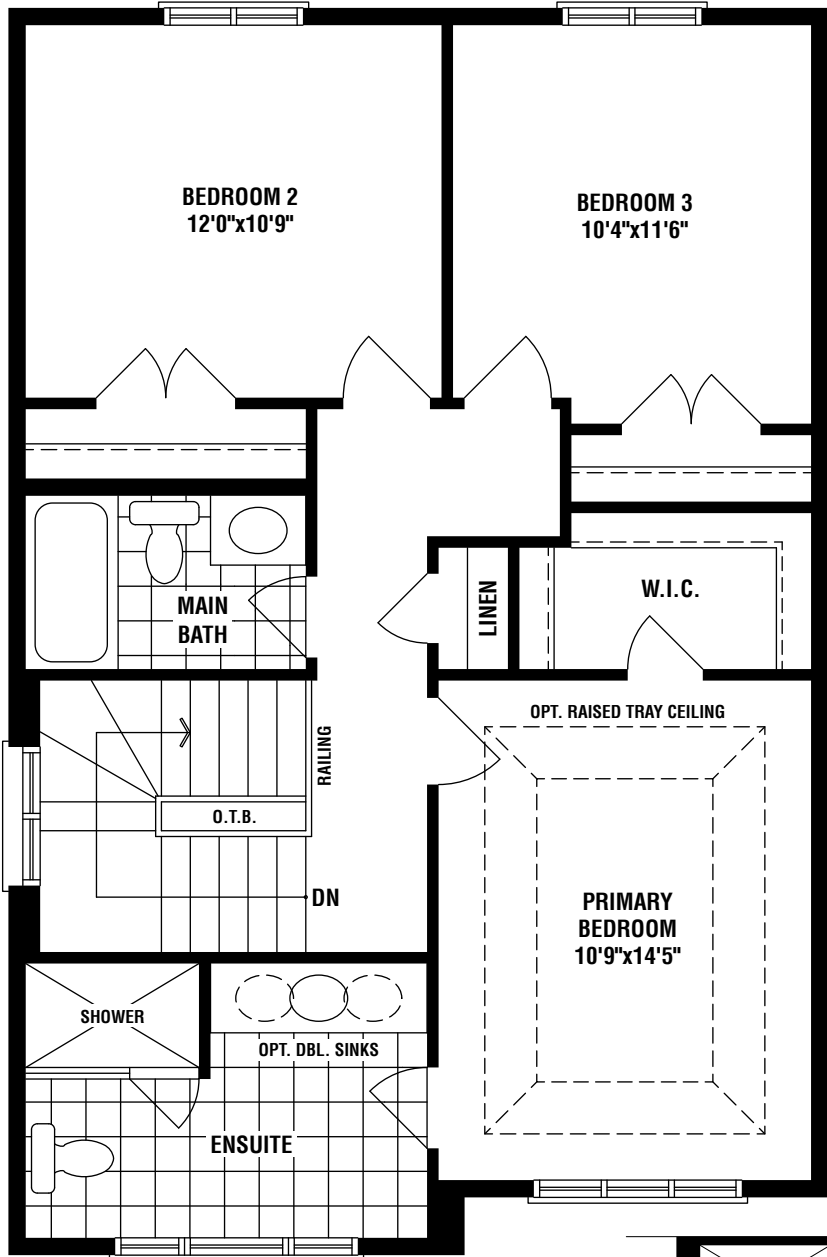 BEDROOM 2
12'0"x10'9"
BEDROOM 3
10'4"x11'6"
MAIN
BATH
LINEN
W.I.C.
OPT. RAISED TRAY CEILING
RAILING
O.T.B.
DN
PRIMARY
BEDROOM
10'9"x14'5"
SHOWER
OPT. DBL. SINKS
ENSUITE